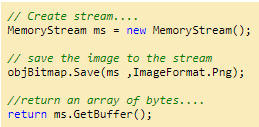 // Create stream....
MemoryStream ms = new MemoryStream();
// save the image to the stream
objBitmap.Save(ms ,ImageFormat.Png);
//return an array of bytes....
return ms.GetBuffer();